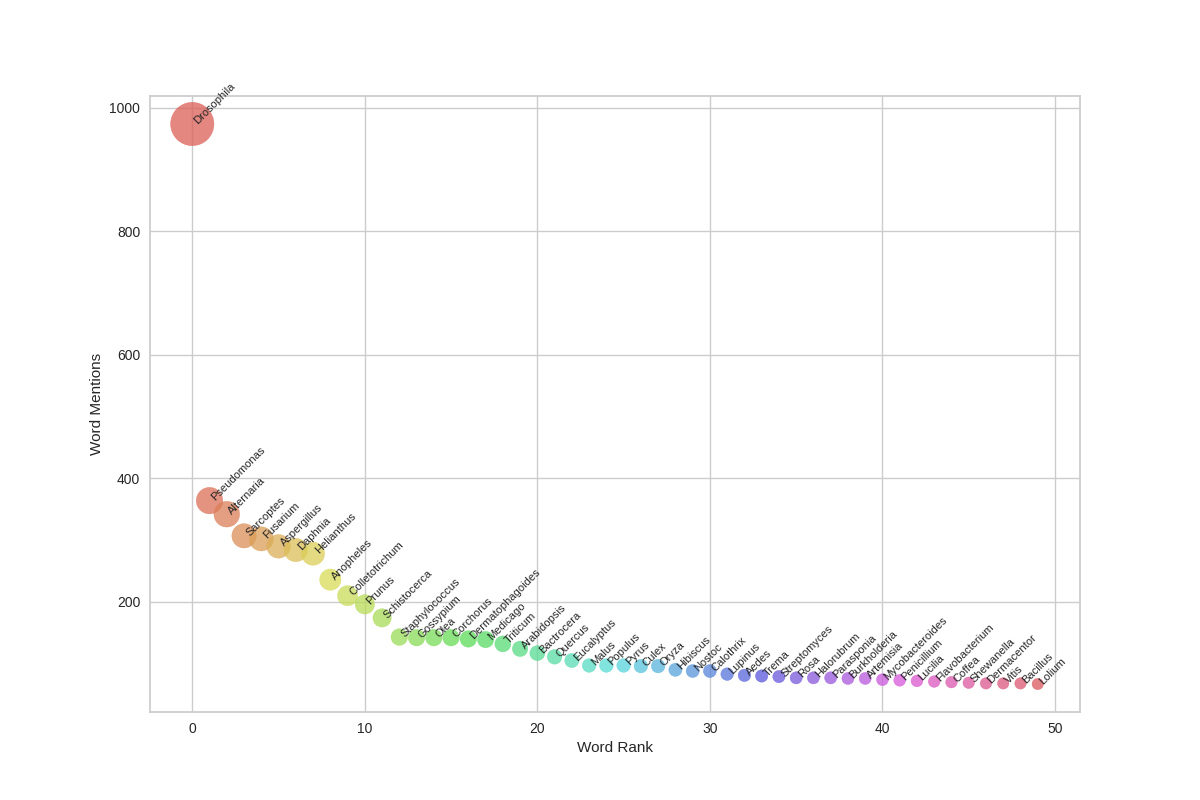 1000
800
600
400
200
Word Mentions
Drosophila
Pseudomonas
Alternaria
Sarcoptes
Fusarium
Aspergillus
Daphnia
Helianthus
Anopheles
Colletotrichum
Prunus
Schistocerca
Staphylococcus
Gossypium
Olea
Corchorus
Dermatophagoides
Medicago
Triticum
Arabidopsis
Bactrocera
Quercus
Eucalyptus
Malus
Populus
Pyrus
Culex
Oryza
Hibiscus
Nostoc
Calothrix
Lupinus
Aedes
Trema
Streptomyces
Rosa
Halorubrum
Parasponia
Burkholderia
Artemisia
Mycobacteroides
Penicillium
Lucilia
Flavobacterium
Coffea
Shewanella
Dermacentor
Vitis
Bacillus
Lolium
0 10 20 30 40 50
Word Rank